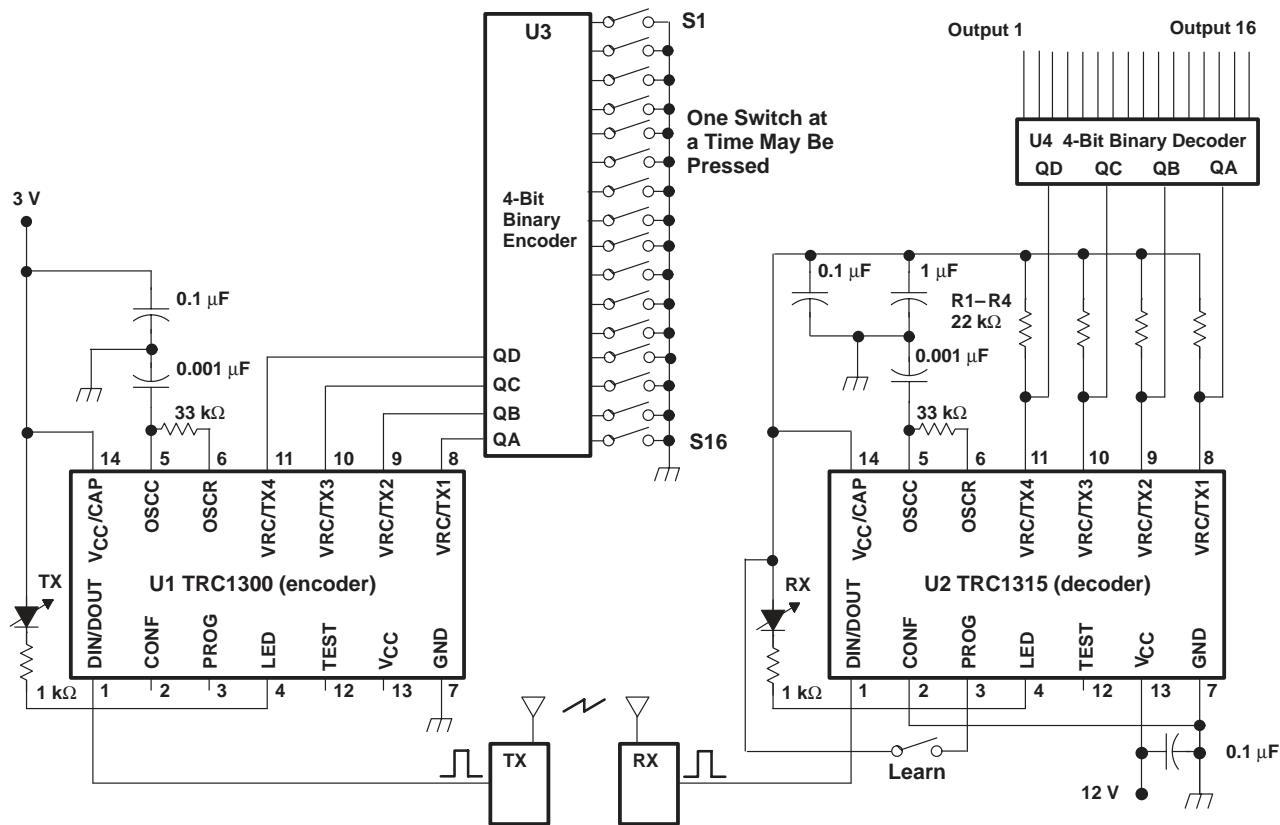 U3
S1
One Switch at
a Time May Be
Pressed
4-Bit
Binary
Encoder
QD
QC
QB
QA
S16
Output 1
Output 16
U4 4-Bit Binary Decoder
QD QC QB QA
3 V
0.1 µF
0.001 µF
33 kΩ
14 5 6 11 10 9 8
VCC/CAP
OSCC
OSCR
VRC/TX4
VRC/TX3
VRC/TX2
VRC/TX1
U1 TRC1300 (encoder)
TX
DIN/DOUT
CONF
PROG
LED
TEST
VCC
GND
1 kΩ
1 2 3 4 12 13 7
TX
RX
0.1 µF
1 µF
R1–R4
22 kΩ
0.001 µF
33 kΩ
14 5 6 11 10 9 8
VCC/CAP
OSCC
OSCR
VRC/TX4
VRC/TX3
VRC/TX2
VRC/TX1
U2 TRC1315 (decoder)
RX
DIN/DOUT
CONF
PROG
LED
TEST
VCC
GND
1 kΩ
1 2 3 4 12 13 7
Learn
0.1 µF
12 V